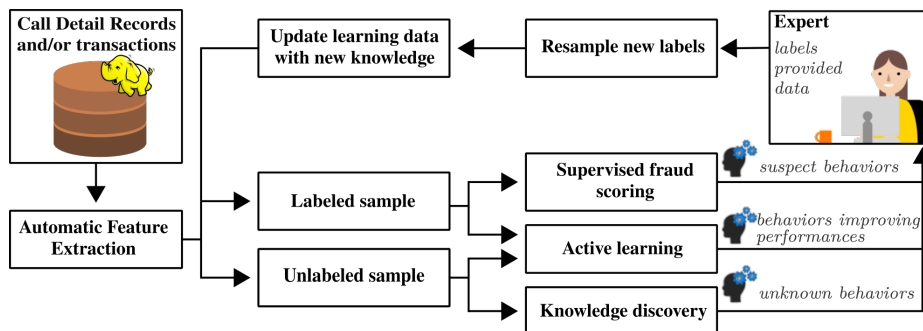 Call Detail Records
and/or transactions
Update learning data
with new knowledge
Resample new labels
Expert
labels
provided
data
Automatic Feature
Extraction
Labeled sample
Unlabeled sample
Supervised fraud
scoring
suspect behaviors
Active learning
behaviors improving
performances
Knowledge discovery
unknown behaviors